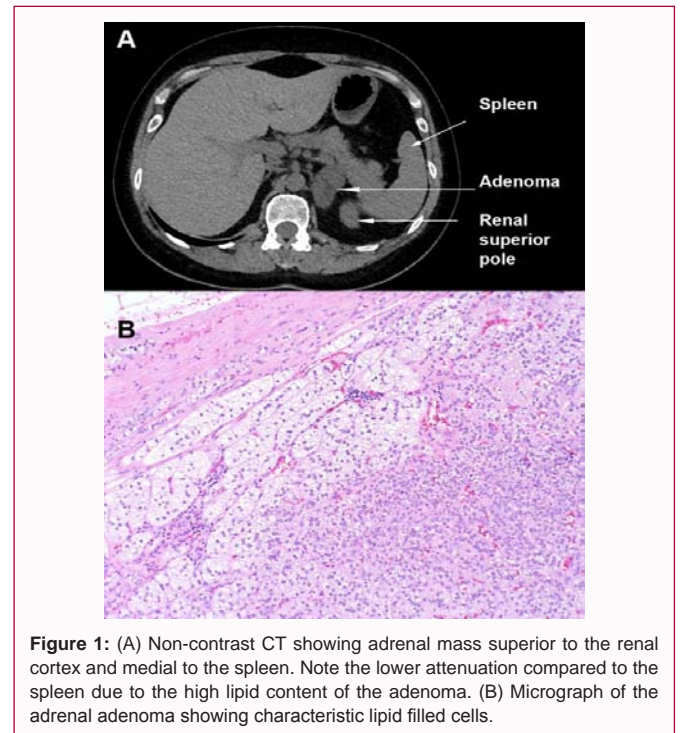 A
Spleen
Adenoma
Renal
superior
pole
B
Figure 1: (A) Non-contrast CT showing adrenal mass superior to the renal
cortex and medial to the spleen. Note the lower attenuation compared to the
spleen due to the high lipid content of the adenoma. (B) Micrograph of the
adrenal adenoma showing characteristic lipid filled cells.